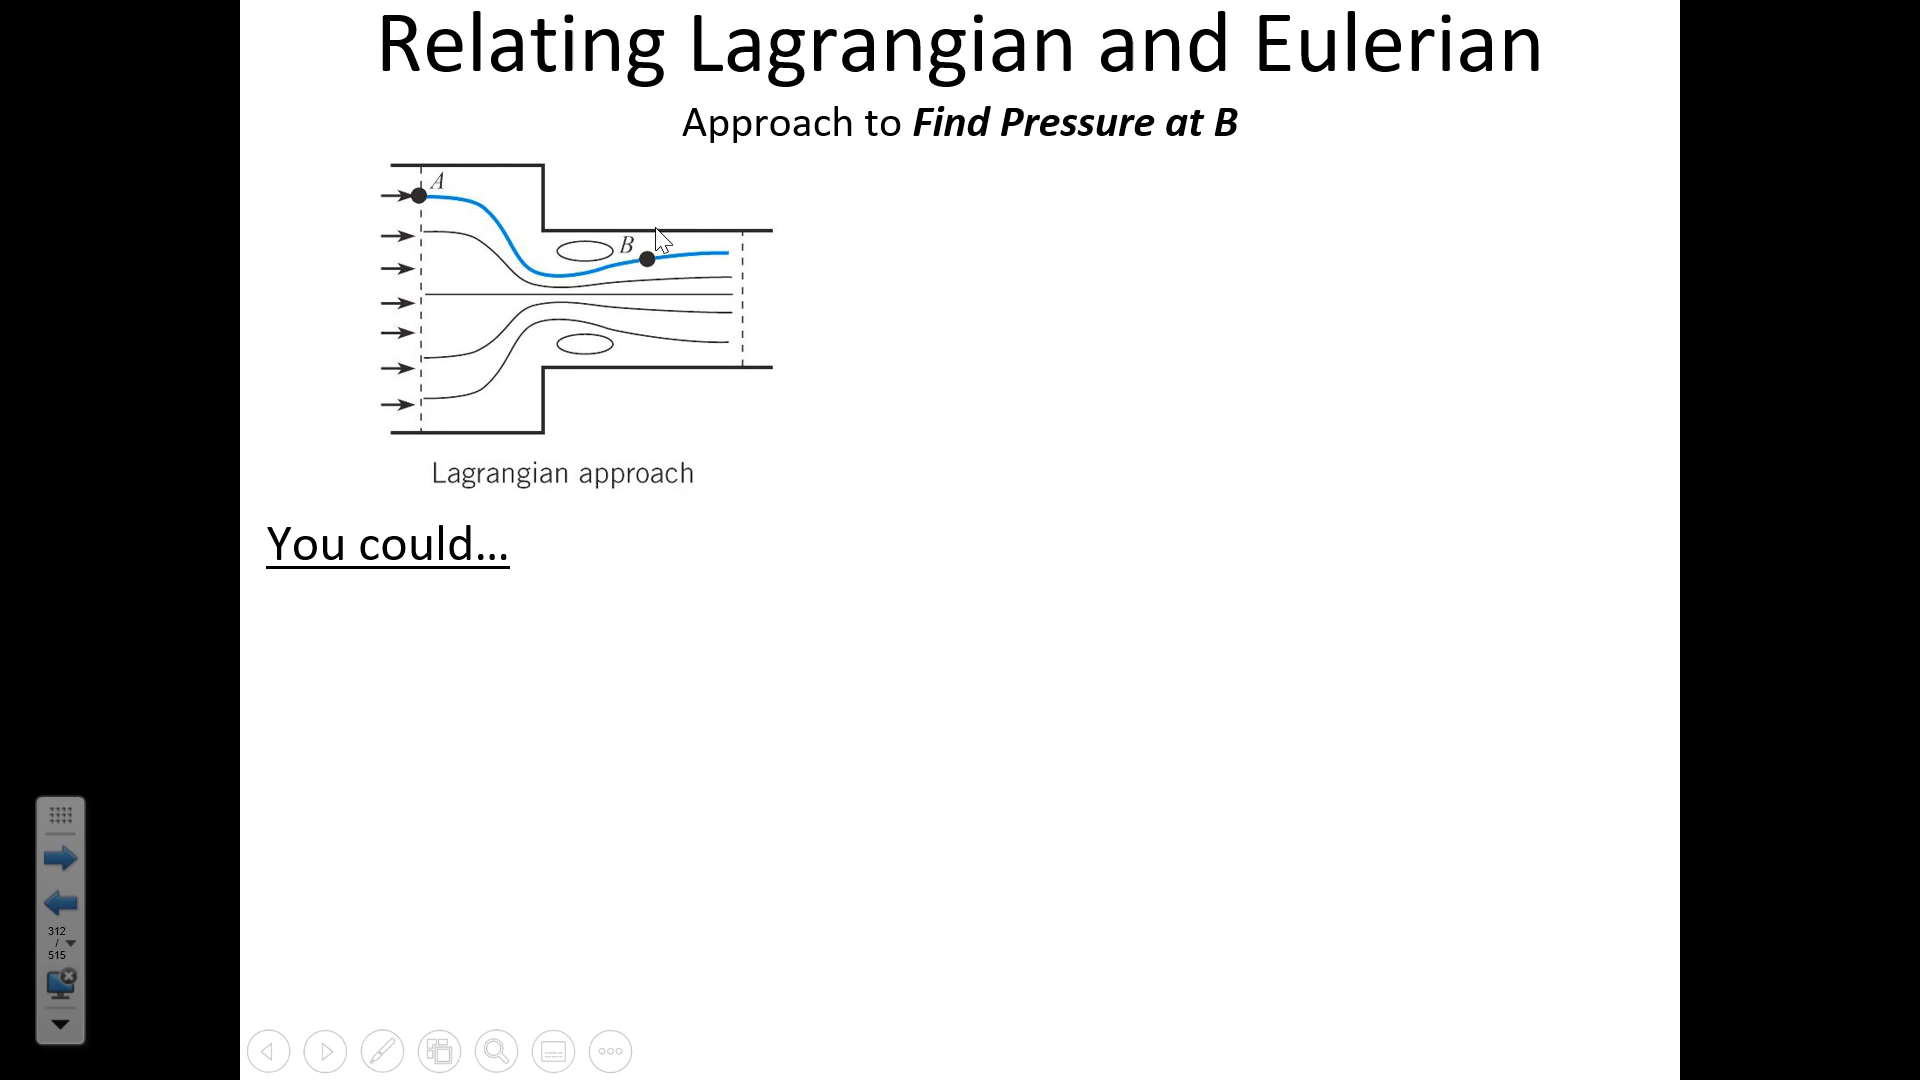 Relating Lagrangian and Eulerian
Approach to Find Pressure at B
A
B
Lagrangian approach
You could...
312
/
515